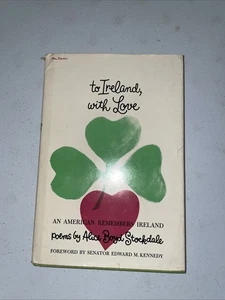 to Ireland,
with Love
AN AMERICAN REMEMBERS IRELAND
poems by Alice Boyd Stockdale
FOREWORD BY SENATOR EDWARD M. KENNEDY